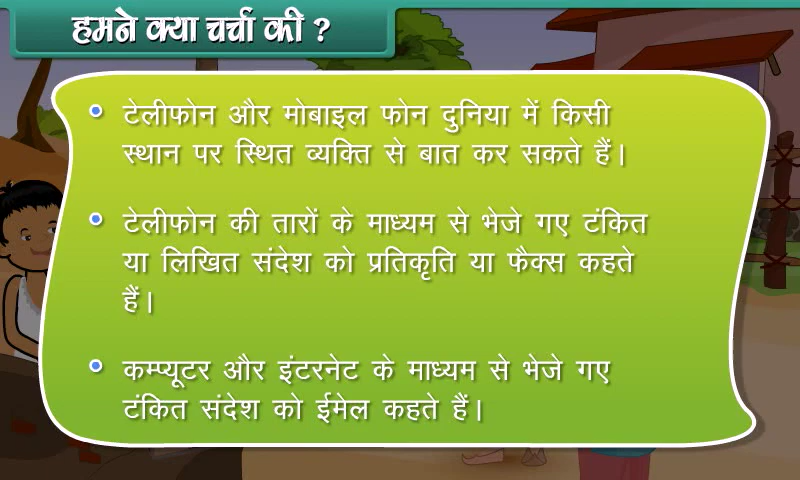 हमने क्या चर्चा की ?
टेलीफोन और मोबाइल फोन दुनिया में किसी
स्थान पर स्थित व्यक्ति से बात कर सकते हैं।
टेलीफोन की तारों के माध्यम से भेजे गए टंकित
या लिखित संदेश को प्रतिकृति या फैक्स कहते
हैं।
कम्प्यूटर और इंटरनेट के माध्यम से भेजे गए
टंकित संदेश को ईमेल कहते हैं।